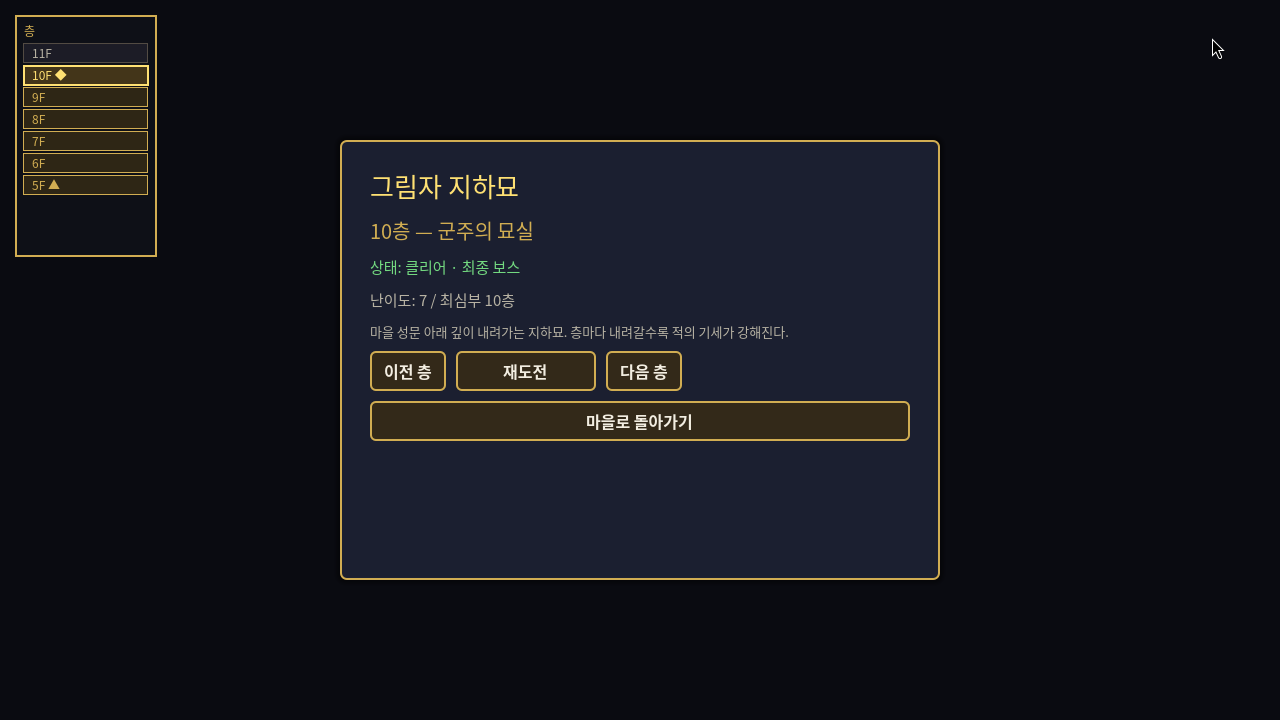 층
11F
10F ◆
9F
8F
7F
6F
5F ▲
그림자 지하묘
10층 — 군주의 묘실
상태: 클리어 · 최종 보스
난이도: 7 / 최심부 10층
마을 성문 아래 깊이 내려가는 지하묘. 층마다 내려갈수록 적의 기세가 강해진다.
이전 층 재도전 다음 층
마을로 돌아가기